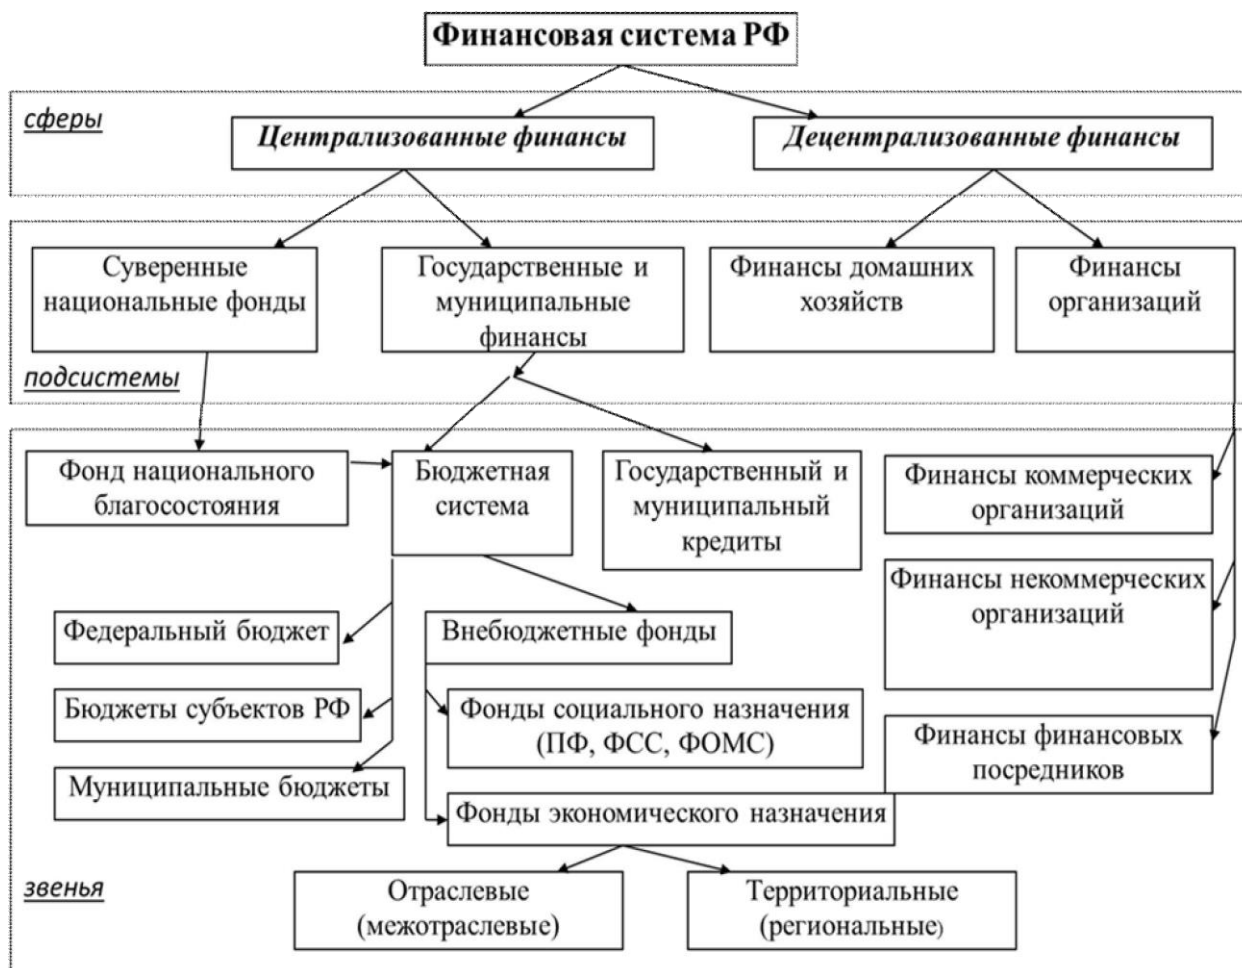 Финансовая система РФ
сферы
Централизованные финансы
Децентрализованные финансы
Суверенные
национальные фонды
Государственные и
муниципальные
финансы
Финансы домашних
хозяйств
Финансы
организаций
подсистемы
Фонд национального
благосостояния
Бюджетная
система
Государственный и
муниципальный
кредиты
Финансы коммерческих
организаций
Финансы некоммерческих
организаций
Федеральный бюджет
Внебюджетные фонды
Бюджеты субъектов РФ
Фонды социального назначения
(ПФ, ФСС, ФОМС)
Финансы финансовых
посредников
Муниципальные бюджеты
Фонды экономического назначения
звенья
Отраслевые
(межотраслевые)
Территориальные
(региональные)